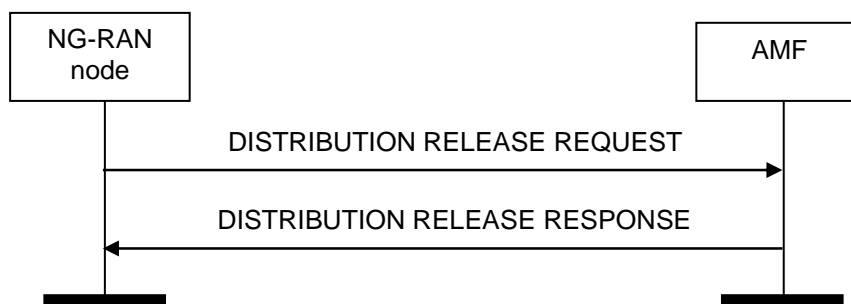 NG-RAN
node
AMF
DISTRIBUTION RELEASE REQUEST
DISTRIBUTION RELEASE RESPONSE